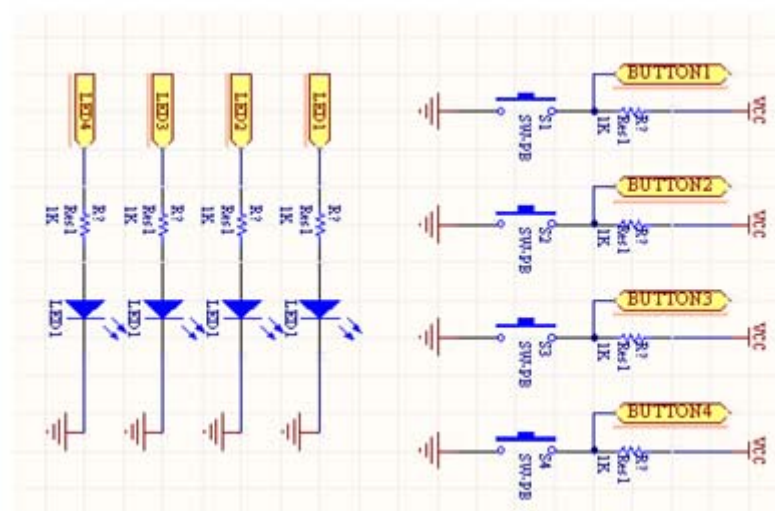 LED4
LED3
LED2
LED1
R?
Res1
1K
R?
Res1
1K
R?
Res1
1K
R?
Res1
1K
LED1
LED1
LED1
LED1
BUTTON1
S1
SW-PB
R?
Res1
1K
VCC
BUTTON2
S2
SW-PB
R?
Res1
1K
VCC
BUTTON3
S3
SW-PB
R?
Res1
1K
VCC
BUTTON4
S4
SW-PB
R?
Res1
1K
VCC